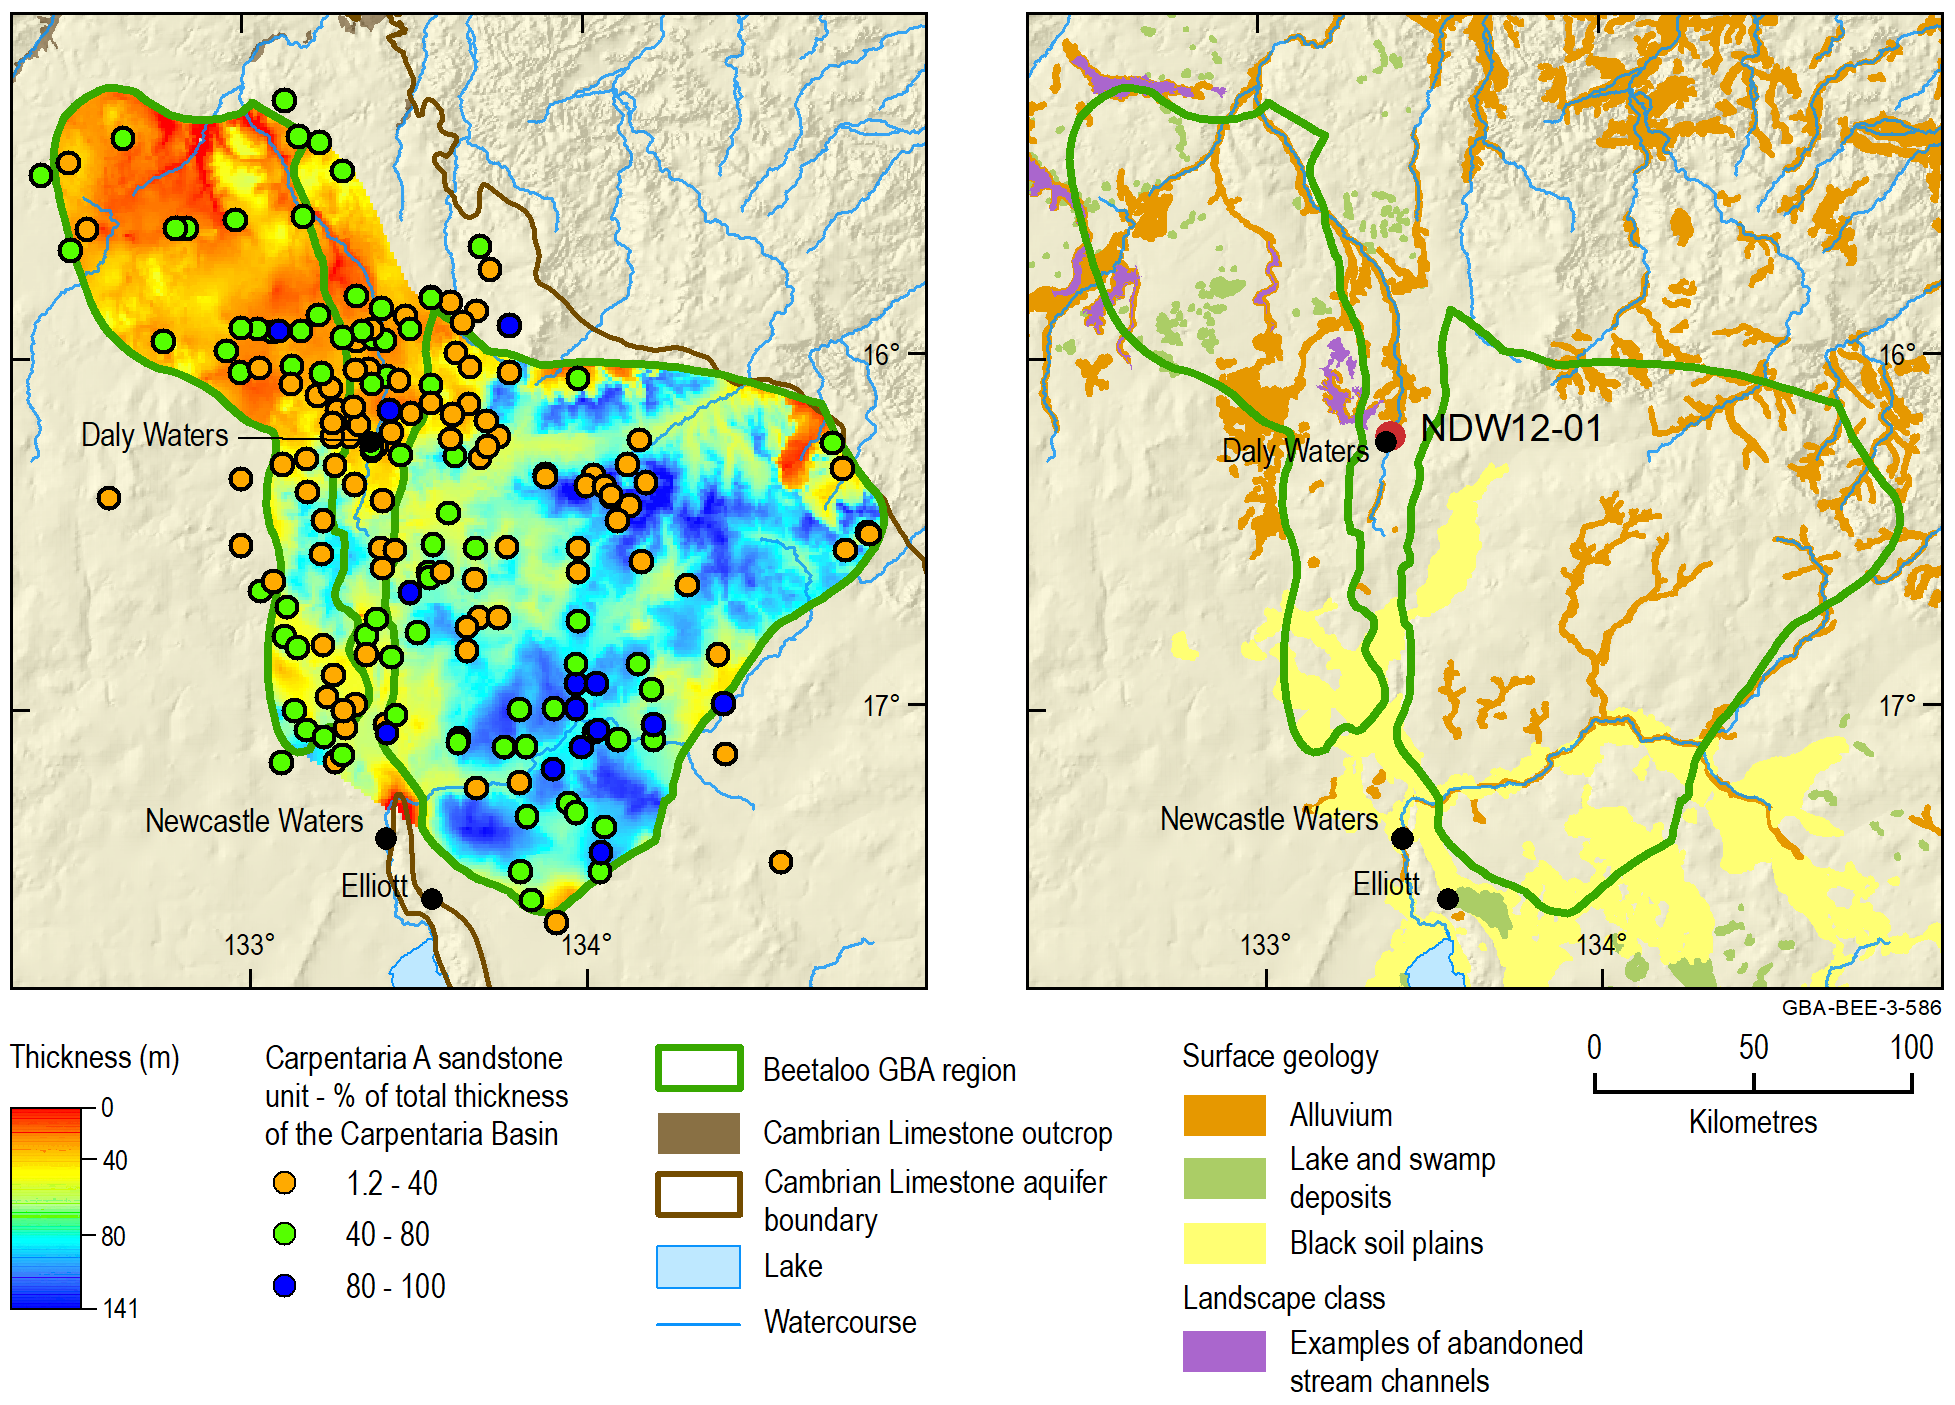 Daly Waters
16°
17°
Newcastle Waters
Elliott
133°
134°
16°
NDW12-01
Daly Waters
17°
Newcastle Waters
Elliott
133°
134°
GBA-BEE-3-586
Thickness (m)
0
40
80
141
Carpentaria A sandstone
unit - % of total thickness
of the Carpentaria Basin
1.2 - 40
40 - 80
80 - 100
Beetaloo GBA region
Cambrian Limestone outcrop
Cambrian Limestone aquifer
boundary
Lake
Watercourse
Surface geology
Alluvium
Lake and swamp
deposits
Black soil plains
Landscape class
Examples of abandoned
stream channels
0 50 100
Kilometres